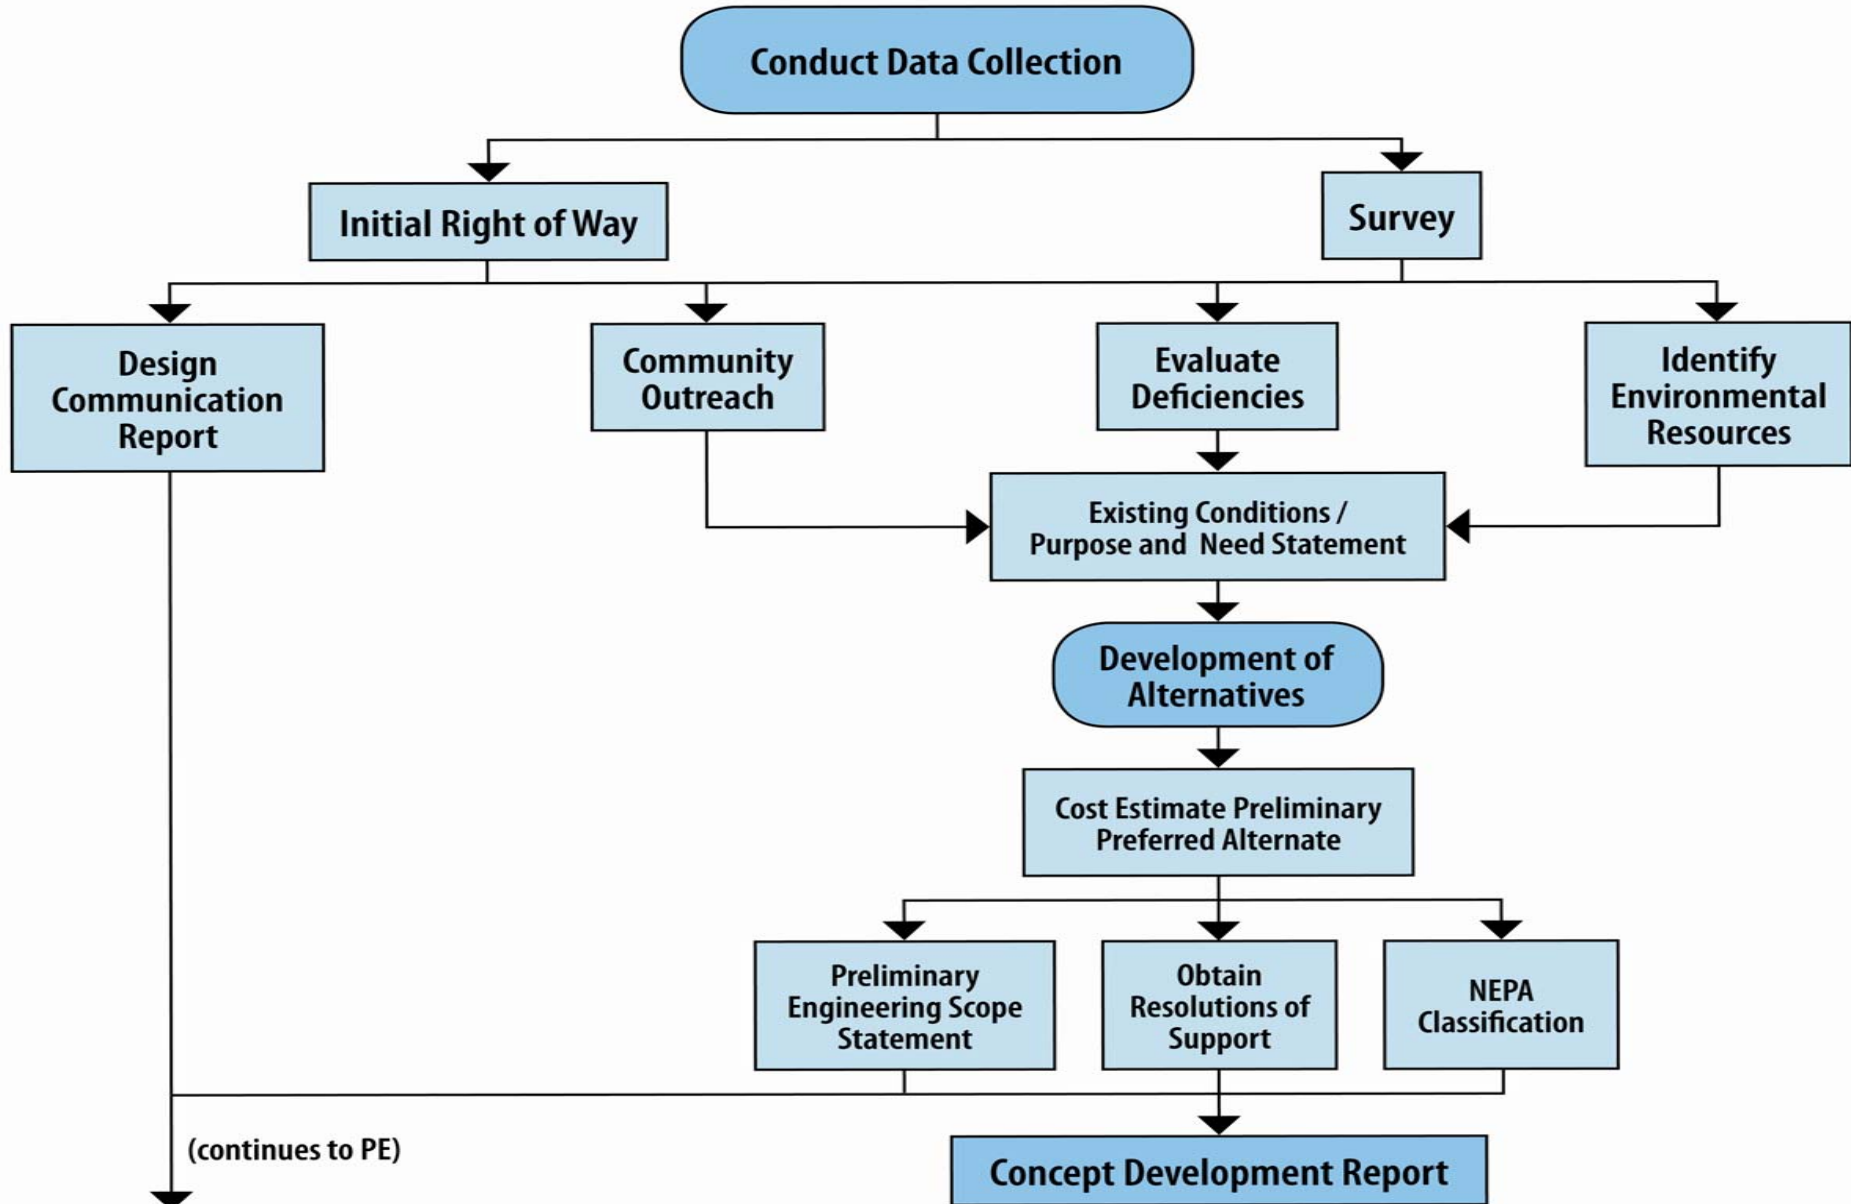 Conduct Data Collection
Initial Right of Way
Survey
Design
Communication
Report
Community
Outreach
Evaluate
Deficiencies
Identify
Environmental
Resources
Existing Conditions /
Purpose and Need Statement
Development of
Alternatives
Cost Estimate Preliminary
Preferred Alternate
Preliminary
Engineering Scope
Statement
Obtain
Resolutions of
Support
NEPA
Classification
(continues to PE)
Concept Development Report